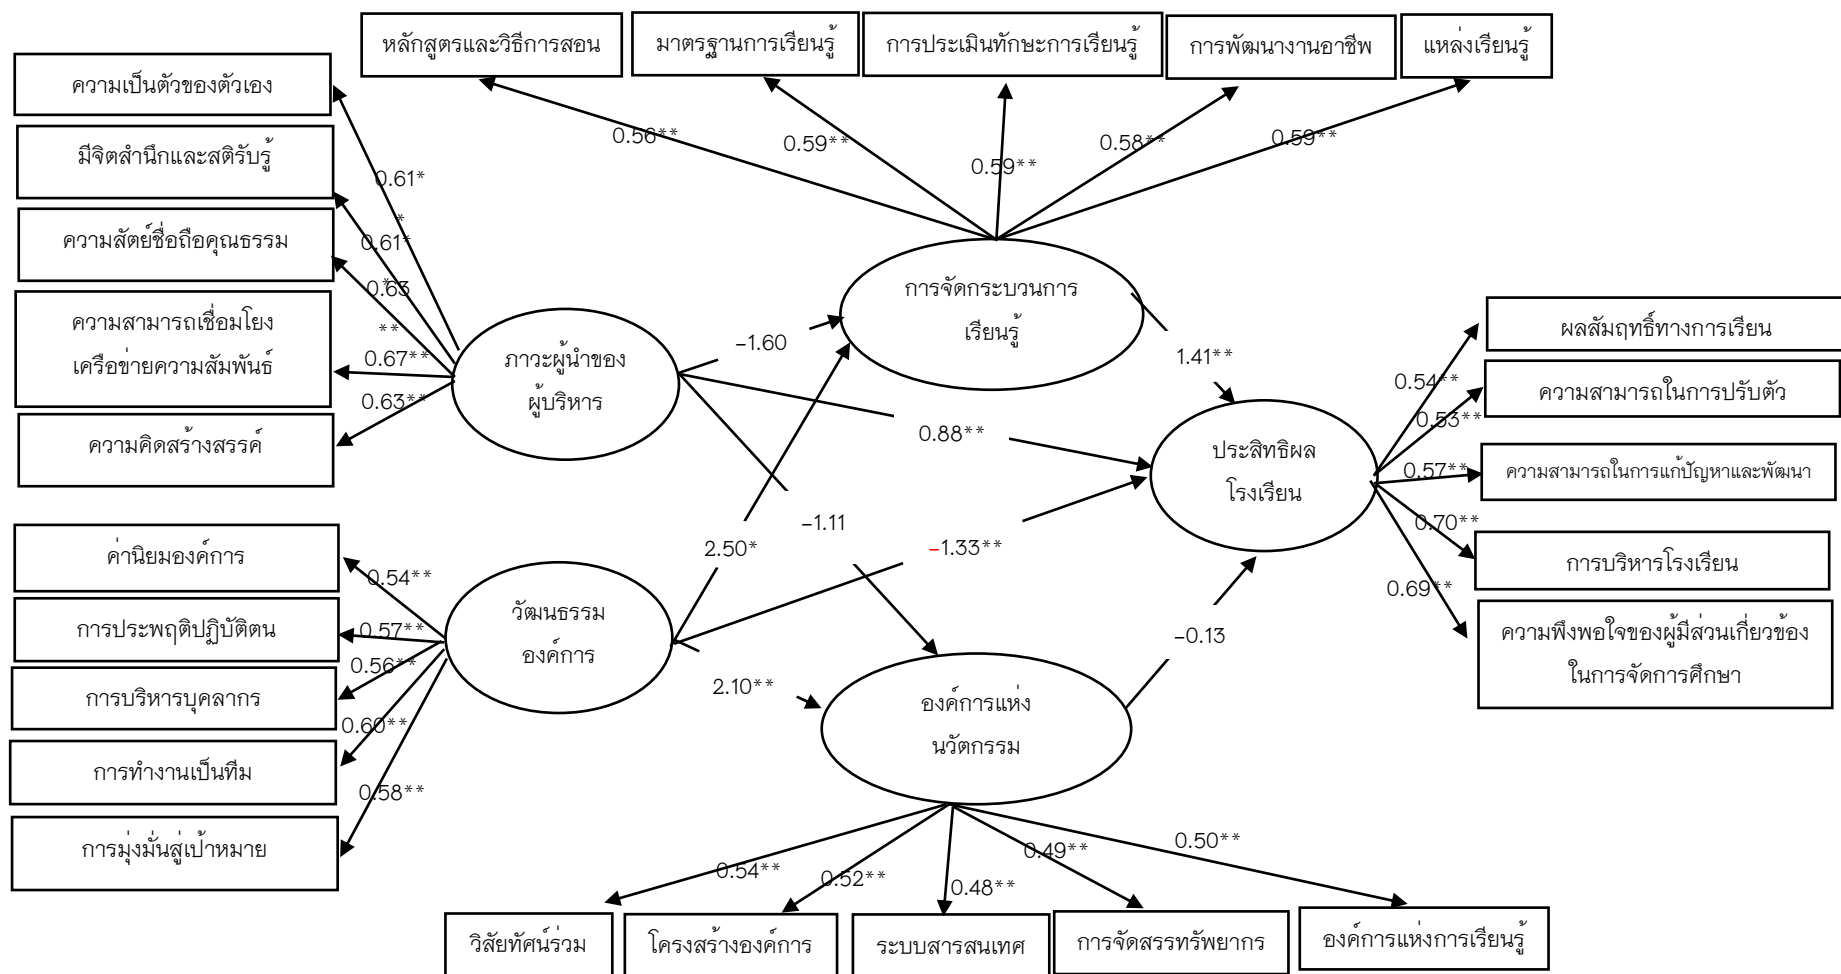 หลักสูตรและวิธีการสอน
มาตรฐานการเรียนรู้
การประเมินทักษะการเรียนรู้
การพัฒนางานอาชีพ
แหล่งเรียนรู้
ความเป็นตัวของตัวเอง
มีจิตสำนึกและสติรับรู้
ความสัตย์ชื่อถือคุณธรรม
ความสามารถเชื่อมโยง
เครือข่ายความสัมพันธ์
ความคิดสร้างสรรค์
0.56**
0.59**
0.59**
0.58**
0.59**
0.61*
*
0.61*
*
0.63
**
0.67**
0.63**
การจัดกระบวนการ
เรียนรู้
ภาวะผู้นำของ
ผู้บริหาร
-1.60
1.41**
0.88**
-1.11
2.50*
-1.33**
-0.13
2.10**
ประสิทธิผล
โรงเรียน
0.54**
0.53**
0.57**
0.70**
0.69**
ผลสัมฤทธิ์ทางการเรียน
ความสามารถในการปรับตัว
ความสามารถในการแก้ปัญหาและพัฒนา
การบริหารโรงเรียน
ความพึงพอใจของผู้มีส่วนเกี่ยวข้อง
ในการจัดการศึกษา
ค่านิยมองค์การ
การประพฤติปฏิบัติตน
การบริหารบุคลากร
การทำงานเป็นทีม
การมุ่งมั่นสู่เป้าหมาย
0.54**
0.57**
0.56**
0.60**
0.58**
วัฒนธรรม
องค์การ
องค์การแห่ง
นวัตกรรม
0.54**
0.52**
0.48**
0.49**
0.50**
วิสัยทัศน์ร่วม
โครงสร้างองค์การ
ระบบสารสนเทศ
การจัดสรรทรัพยากร
องค์การแห่งการเรียนรู้